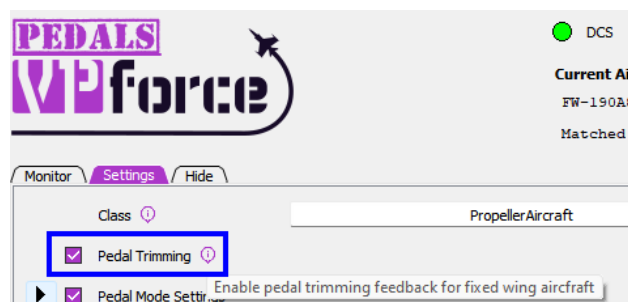 PEDALS
VPforce
DCS
Current Ai
FW-190A
Matched
Monitor
Settings
Hide
Class
PropellerAircraft
Pedal Trimming
Enable pedal trimming feedback for fixed wing aircfraft
Pedal Mode Settings